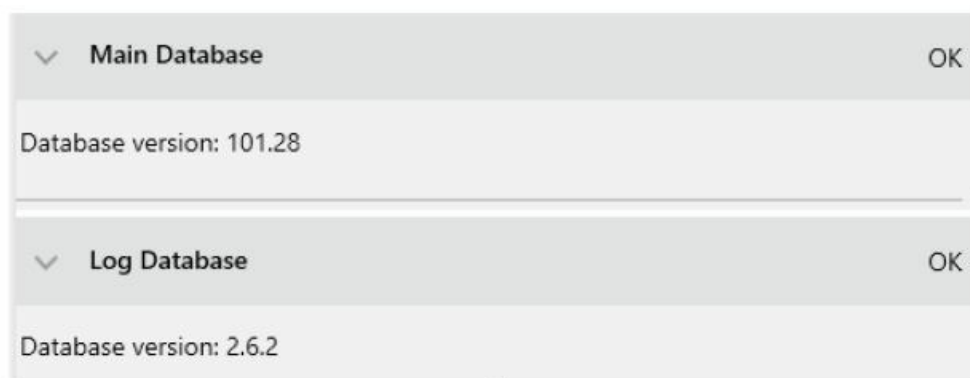 Main Database OK
Database version: 101.28
Log Database OK
Database version: 2.6.2